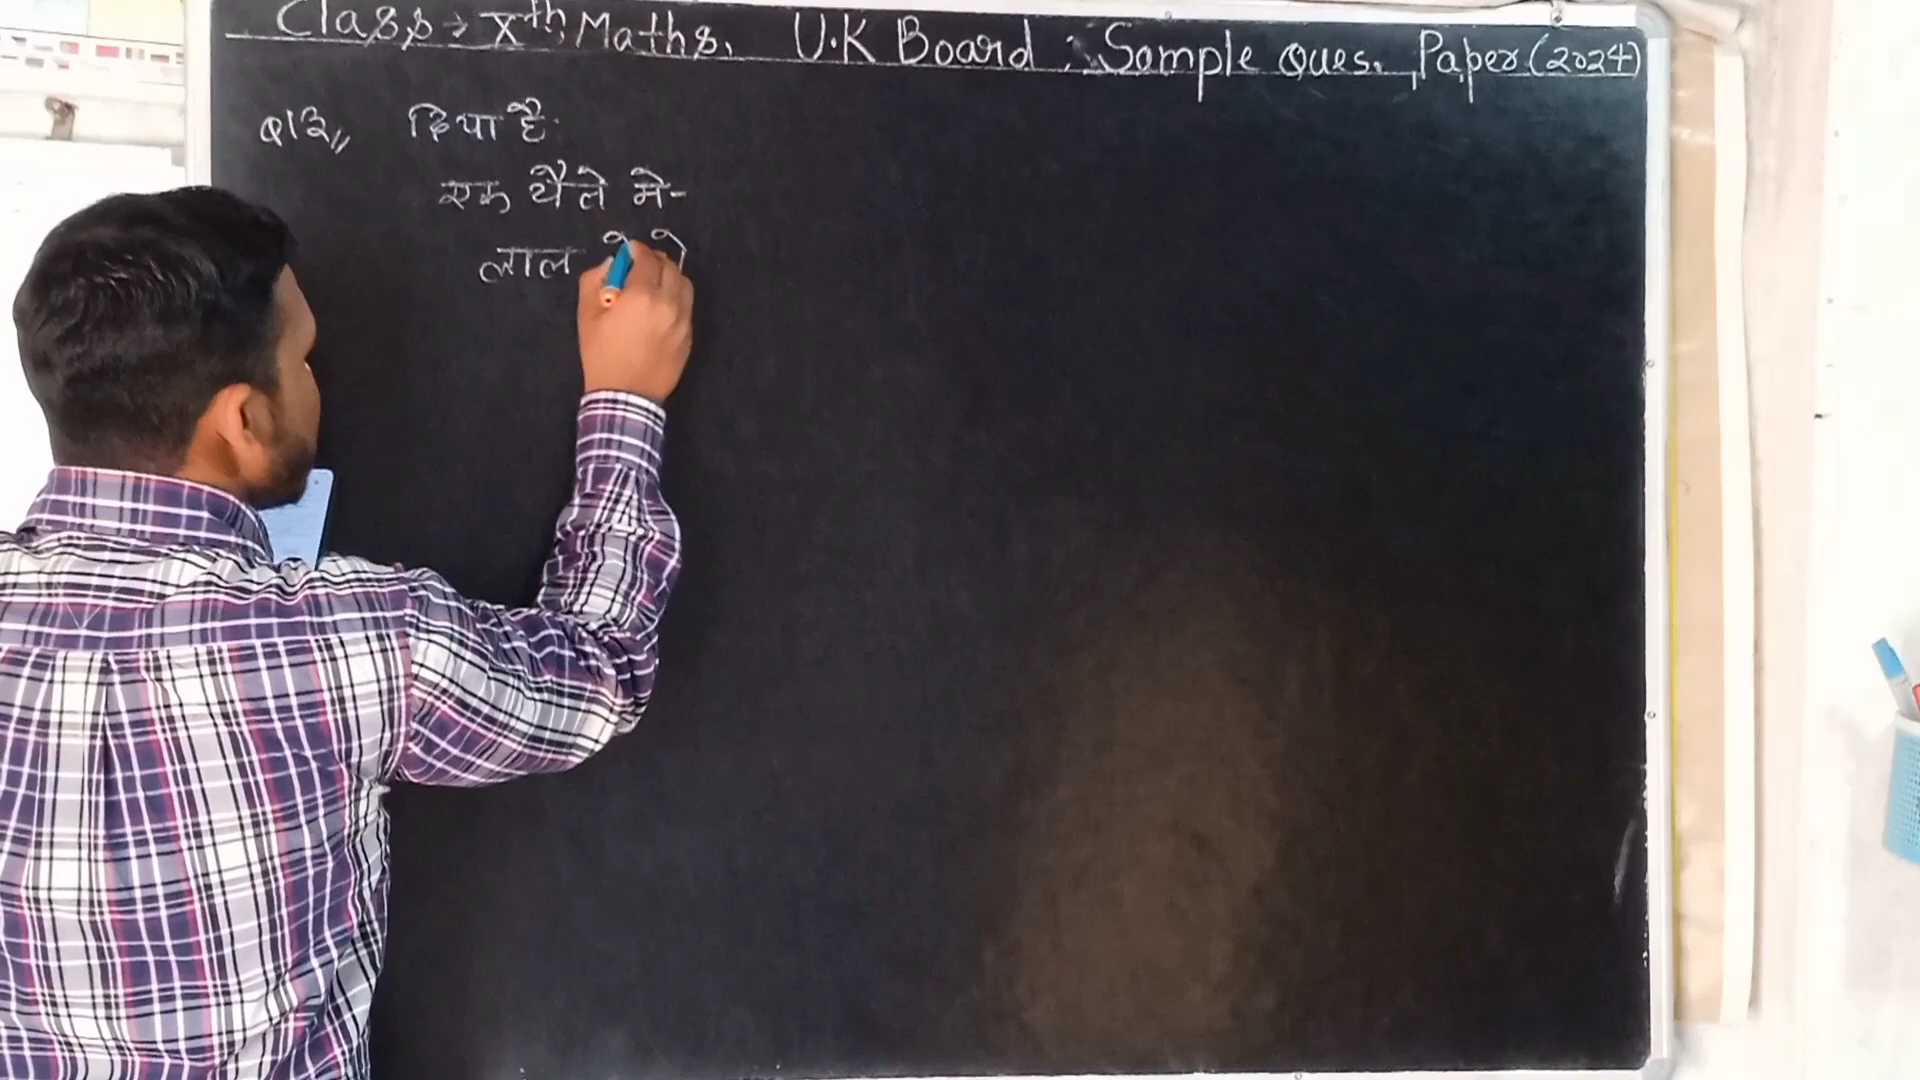 Class → Xth, Maths. U.K Board : Sample Ques. Paper (2024)
Q13,, दिया है.
एक थैले मे-
लाल